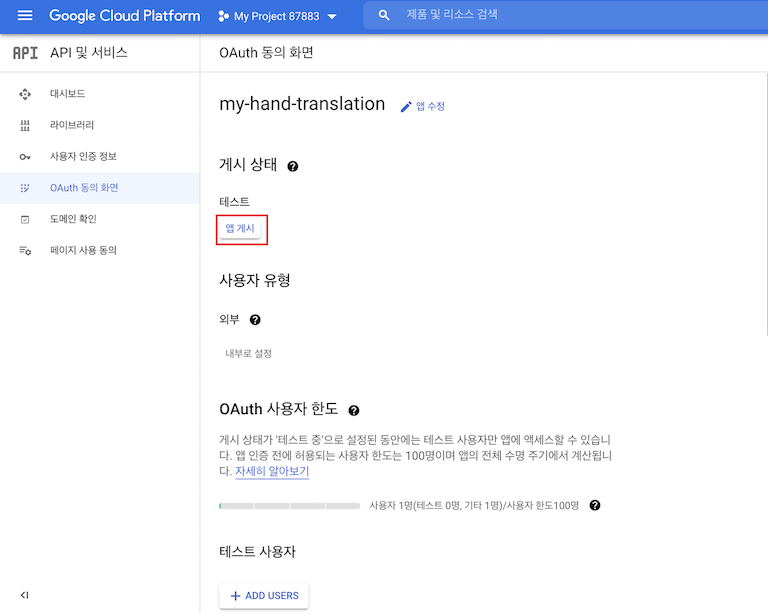 Google Cloud Platform
My Project 87883
제품 및 리소스 검색
API
API 및 서비스
OAuth 동의 화면
대시보드
라이브러리
사용자 인증 정보
OAuth 동의 화면
도메인 확인
페이지 사용 동의
my-hand-translation
앱 수정
게시 상태
테스트
앱 게시
사용자 유형
외부
내부로 설정
OAuth 사용자 한도
게시 상태가 '테스트 중'으로 설정된 동안에는 테스트 사용자만 앱에 액세스할 수 있습니
다. 앱 인증 전에 허용되는 사용자 한도는 100명이며 앱의 전체 수명 주기에서 계산됩니
다. 자세히 알아보기
사용자 1명(테스트 0명, 기타 1명)/사용자 한도100명
테스트 사용자
ADD USERS